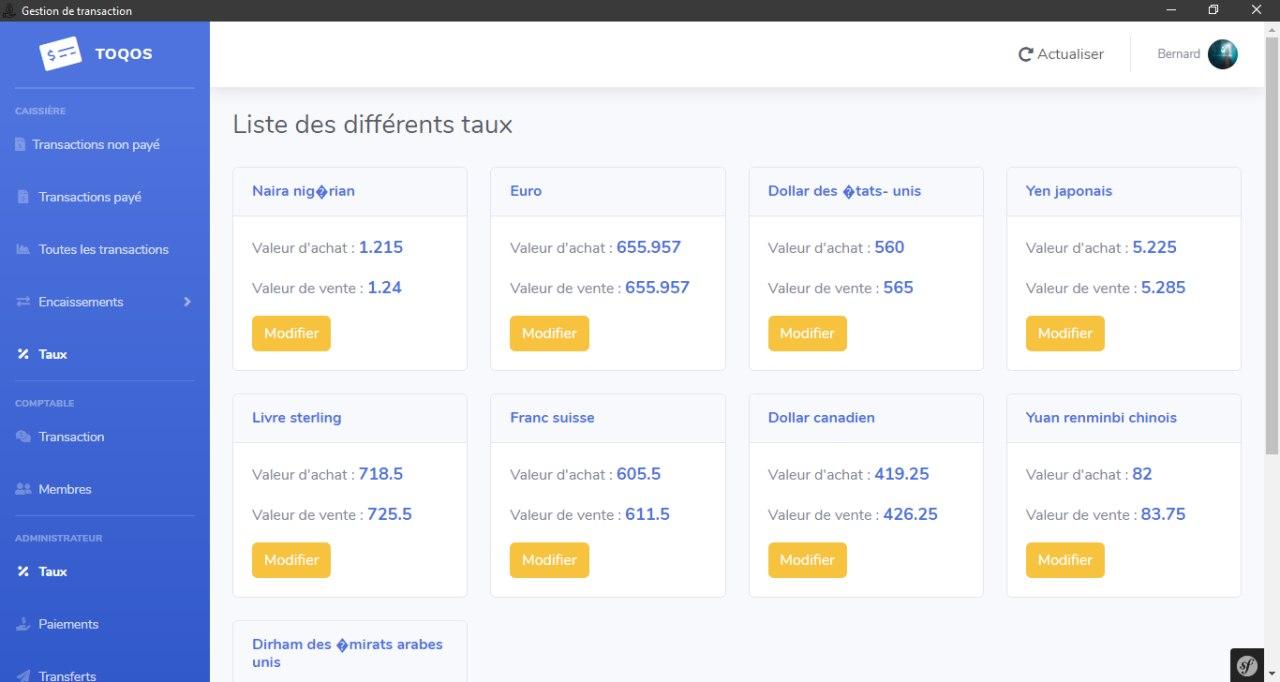 Gestion de transaction
TOQOS
Actualiser
Bernard
CAISSIÈRE
Transactions non payé
Transactions payé
Toutes les transactions
Encaissements
Taux
COMPTABLE
Transaction
Membres
ADMINISTRATEUR
Taux
Paiements
Transferts
Liste des différents taux
Naira nig�rian
Valeur d'achat : 1.215
Valeur de vente : 1.24
Modifier
Euro
Valeur d'achat : 655.957
Valeur de vente : 655.957
Modifier
Dollar des �tats- unis
Valeur d'achat : 560
Valeur de vente : 565
Modifier
Yen japonais
Valeur d'achat : 5.225
Valeur de vente : 5.285
Modifier
Livre sterling
Valeur d'achat : 718.5
Valeur de vente : 725.5
Modifier
Franc suisse
Valeur d'achat : 605.5
Valeur de vente : 611.5
Modifier
Dollar canadien
Valeur d'achat : 419.25
Valeur de vente : 426.25
Modifier
Yuan renminbi chinois
Valeur d'achat : 82
Valeur de vente : 83.75
Modifier
Dirham des �mirats arabes
unis
sf